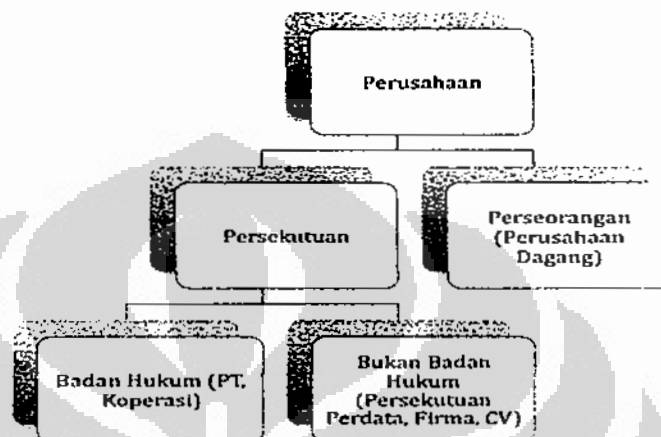 Perusahaan
Persekutuan
Perseorangan
(Perusahaan
Dagang)
Badan Hukum (PT,
Koperasi)
Bukan Badan
Hukum
(Persekutuan
Perdata, Firma, CV)